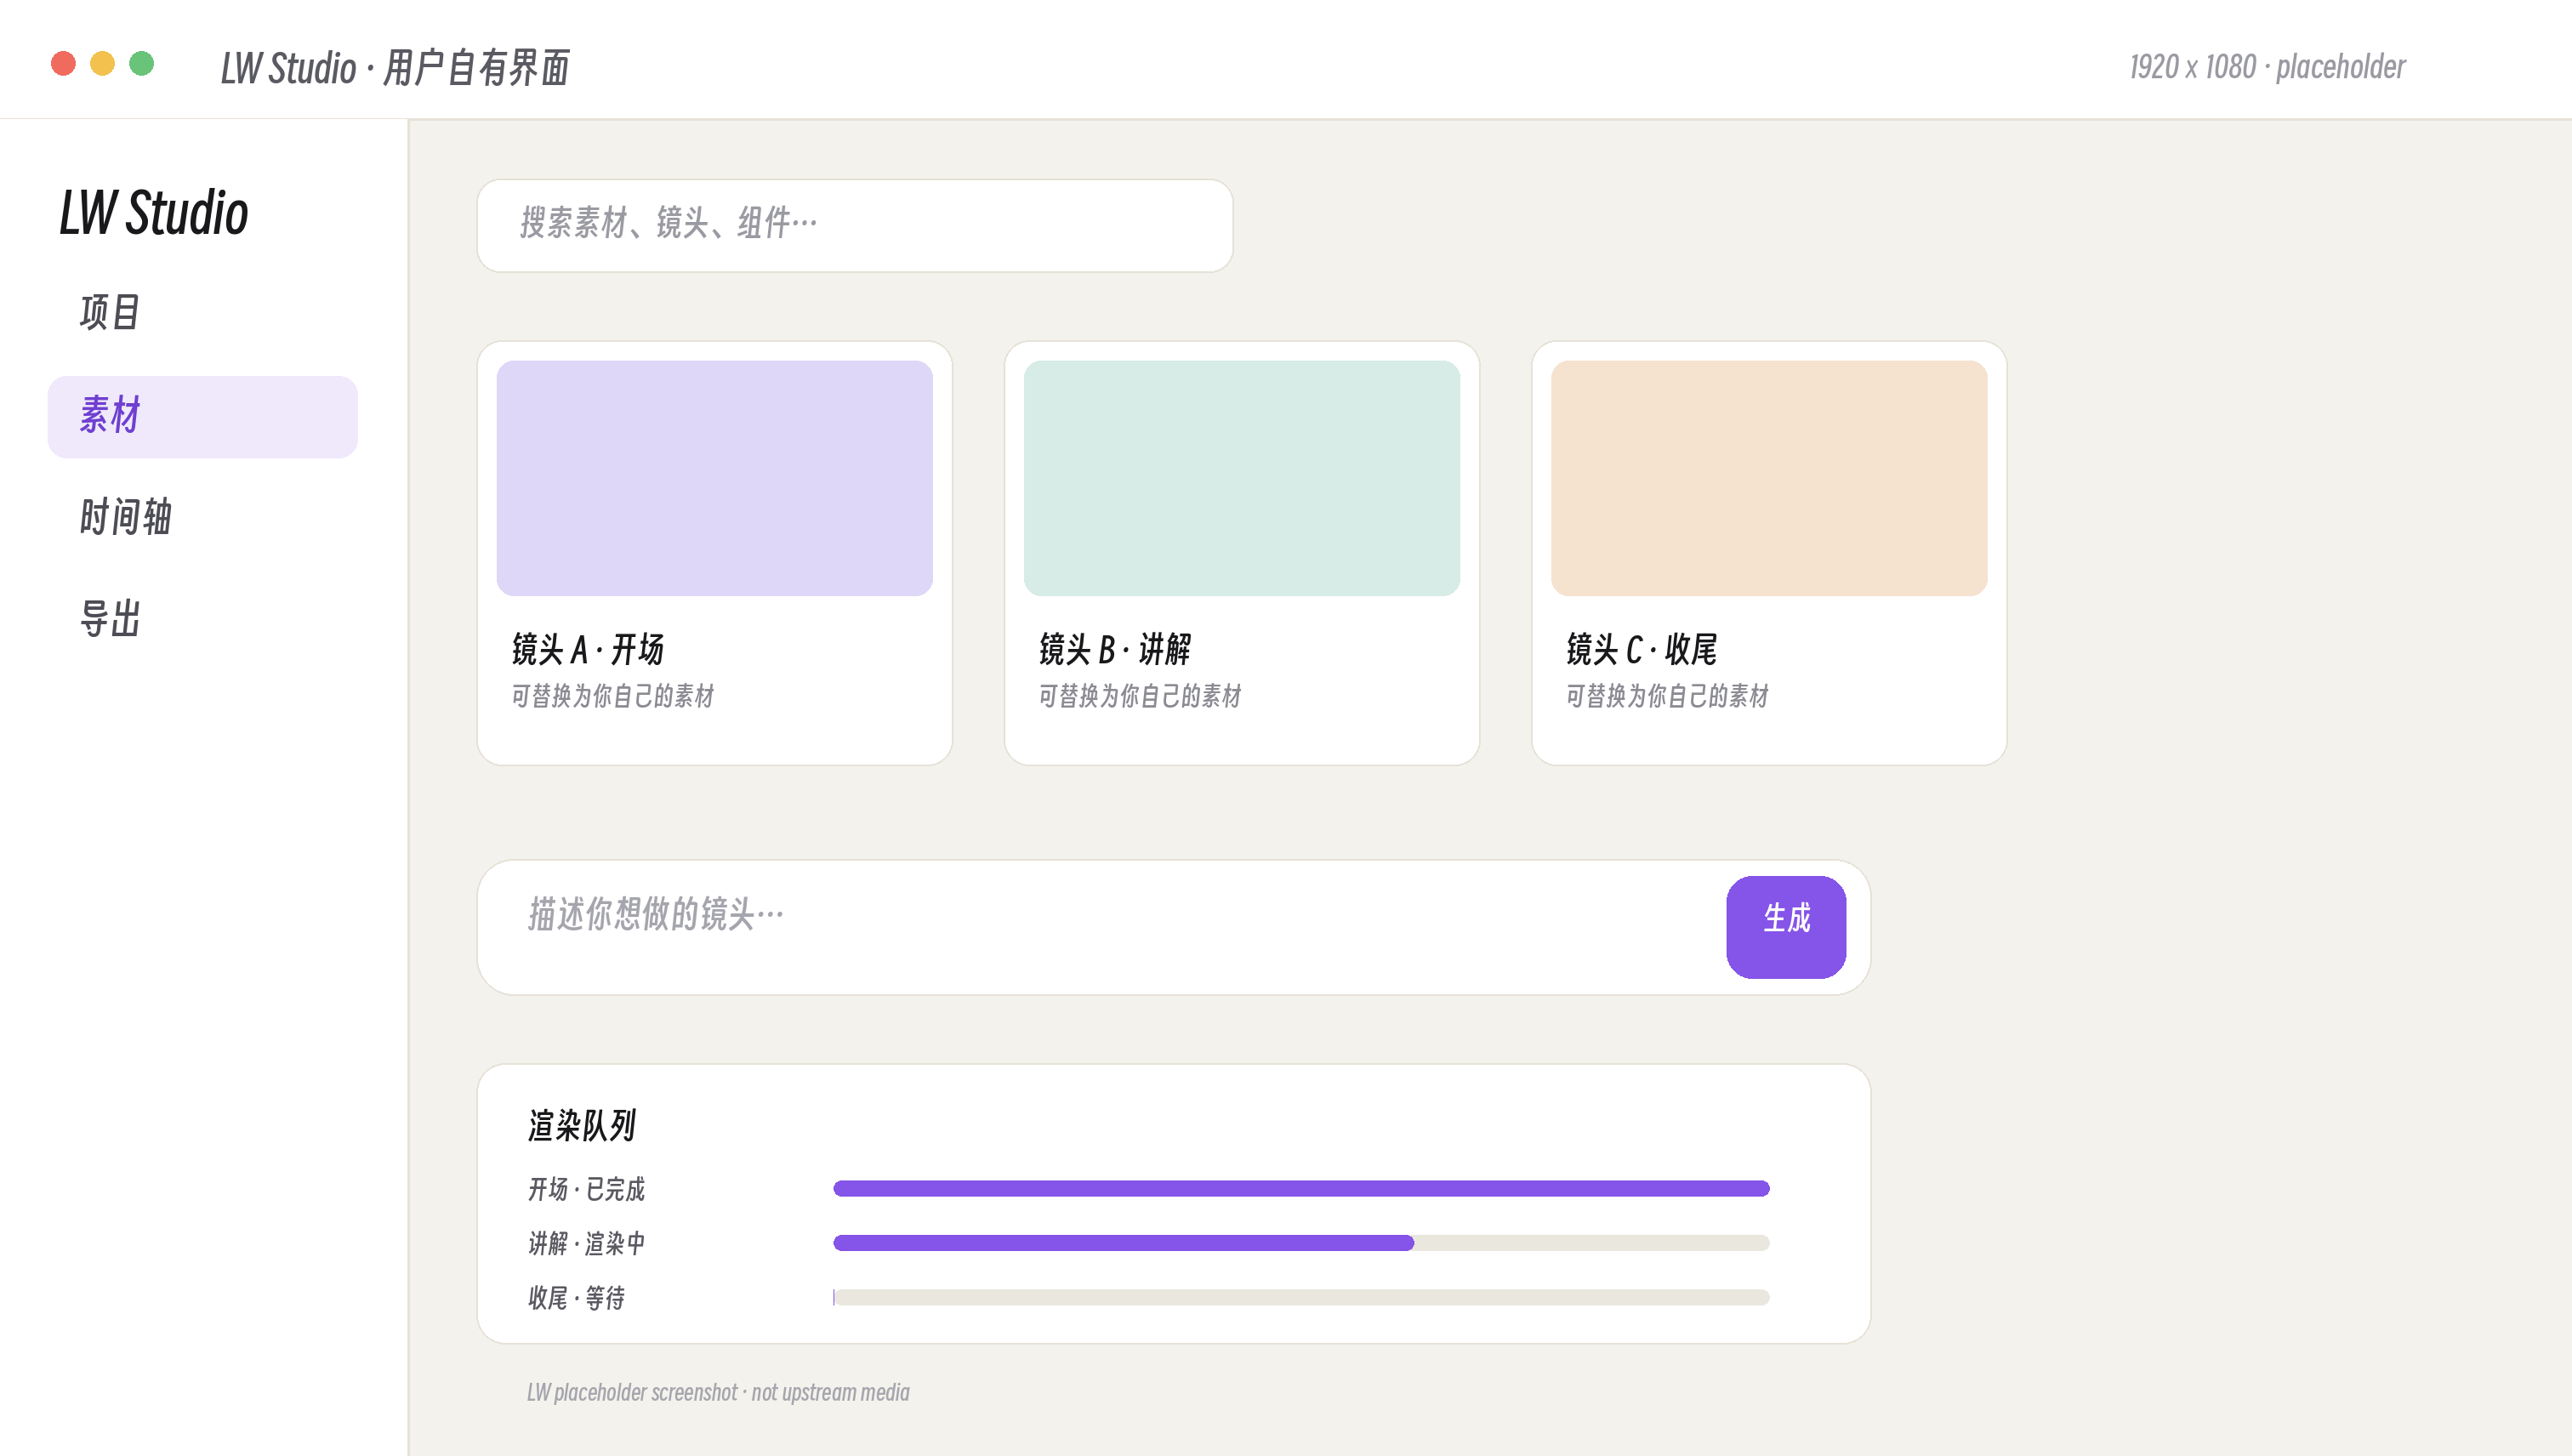 LW Studio · 用户自有界面
1920 x 1080 · placeholder
LW Studio
项目
素材
时间轴
导出
搜索素材、镜头、组件…
镜头 A · 开场
可替换为你自己的素材
镜头 B · 讲解
可替换为你自己的素材
镜头 C · 收尾
可替换为你自己的素材
描述你想做的镜头…
生成
渲染队列
开场 · 已完成
讲解 · 渲染中
收尾 · 等待
LW placeholder screenshot · not upstream media